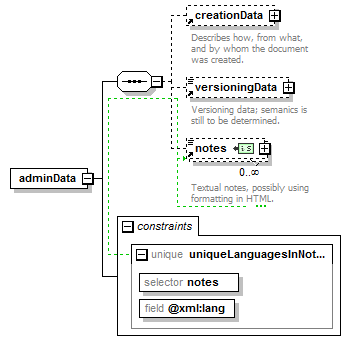 creationData
Describes how, from what,
and by whom the document
was created.
versioningData
Versioning data; semantics is
still to be determined.
notes
0..∞
Textual notes, possibly using
formatting in HTML.
adminData
constraints
unique uniqueLanguagesInNot...
selector notes
field @xml:lang